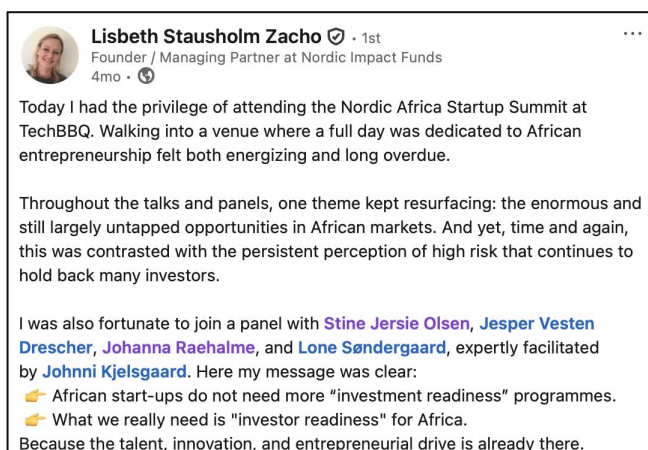 Lisbeth Stausholm Zacho · 1st
Founder / Managing Partner at Nordic Impact Funds
4mo ·
Today I had the privilege of attending the Nordic Africa Startup Summit at
TechBBQ. Walking into a venue where a full day was dedicated to African
entrepreneurship felt both energizing and long overdue.
Throughout the talks and panels, one theme kept resurfacing: the enormous and
still largely untapped opportunities in African markets. And yet, time and again,
this was contrasted with the persistent perception of high risk that continues to
hold back many investors.
I was also fortunate to join a panel with Stine Jersie Olsen, Jesper Vesten
Drescher, Johanna Raehalme, and Lone Søndergaard, expertly facilitated
by Johnni Kjelsgaard. Here my message was clear:
👉 African start-ups do not need more “investment readiness” programmes.
👉 What we really need is "investor readiness" for Africa.
Because the talent, innovation, and entrepreneurial drive is already there.